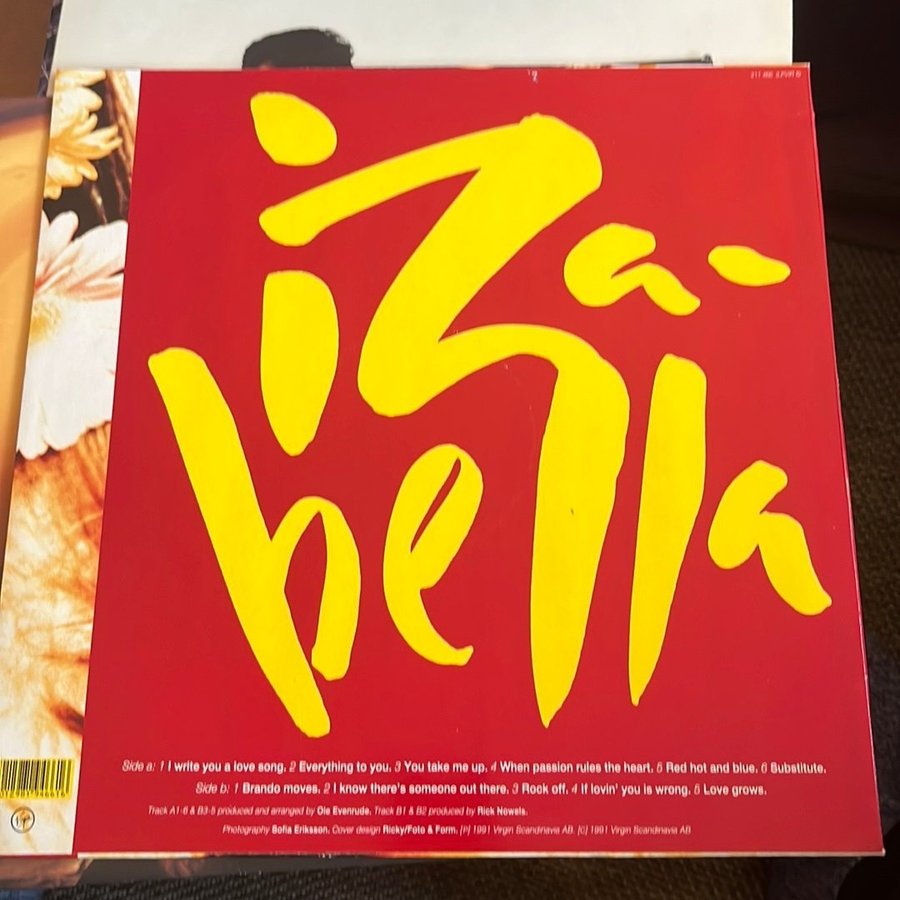 iza-
bella
Side a: 1 I write you a love song. 2 Everything to you. 3 You take me up. 4 When passion rules the heart. 5 Red hot and blue. 6 Substitute.
Side b: 1 Brando moves. 2 I know there's someone out there. 3 Rock off. 4 If lovin' you is wrong. 5 Love grows.
Track A1-6 & B3-5 produced and arranged by Ole Evenrude. Track B1 & B2 produced by Rick Nowels.
Photography Sofia Eriksson. Cover design Ricky/Foto & Form. [P] 1991 Virgin Scandinavia AB. [C] 1991 Virgin Scandinavia AB